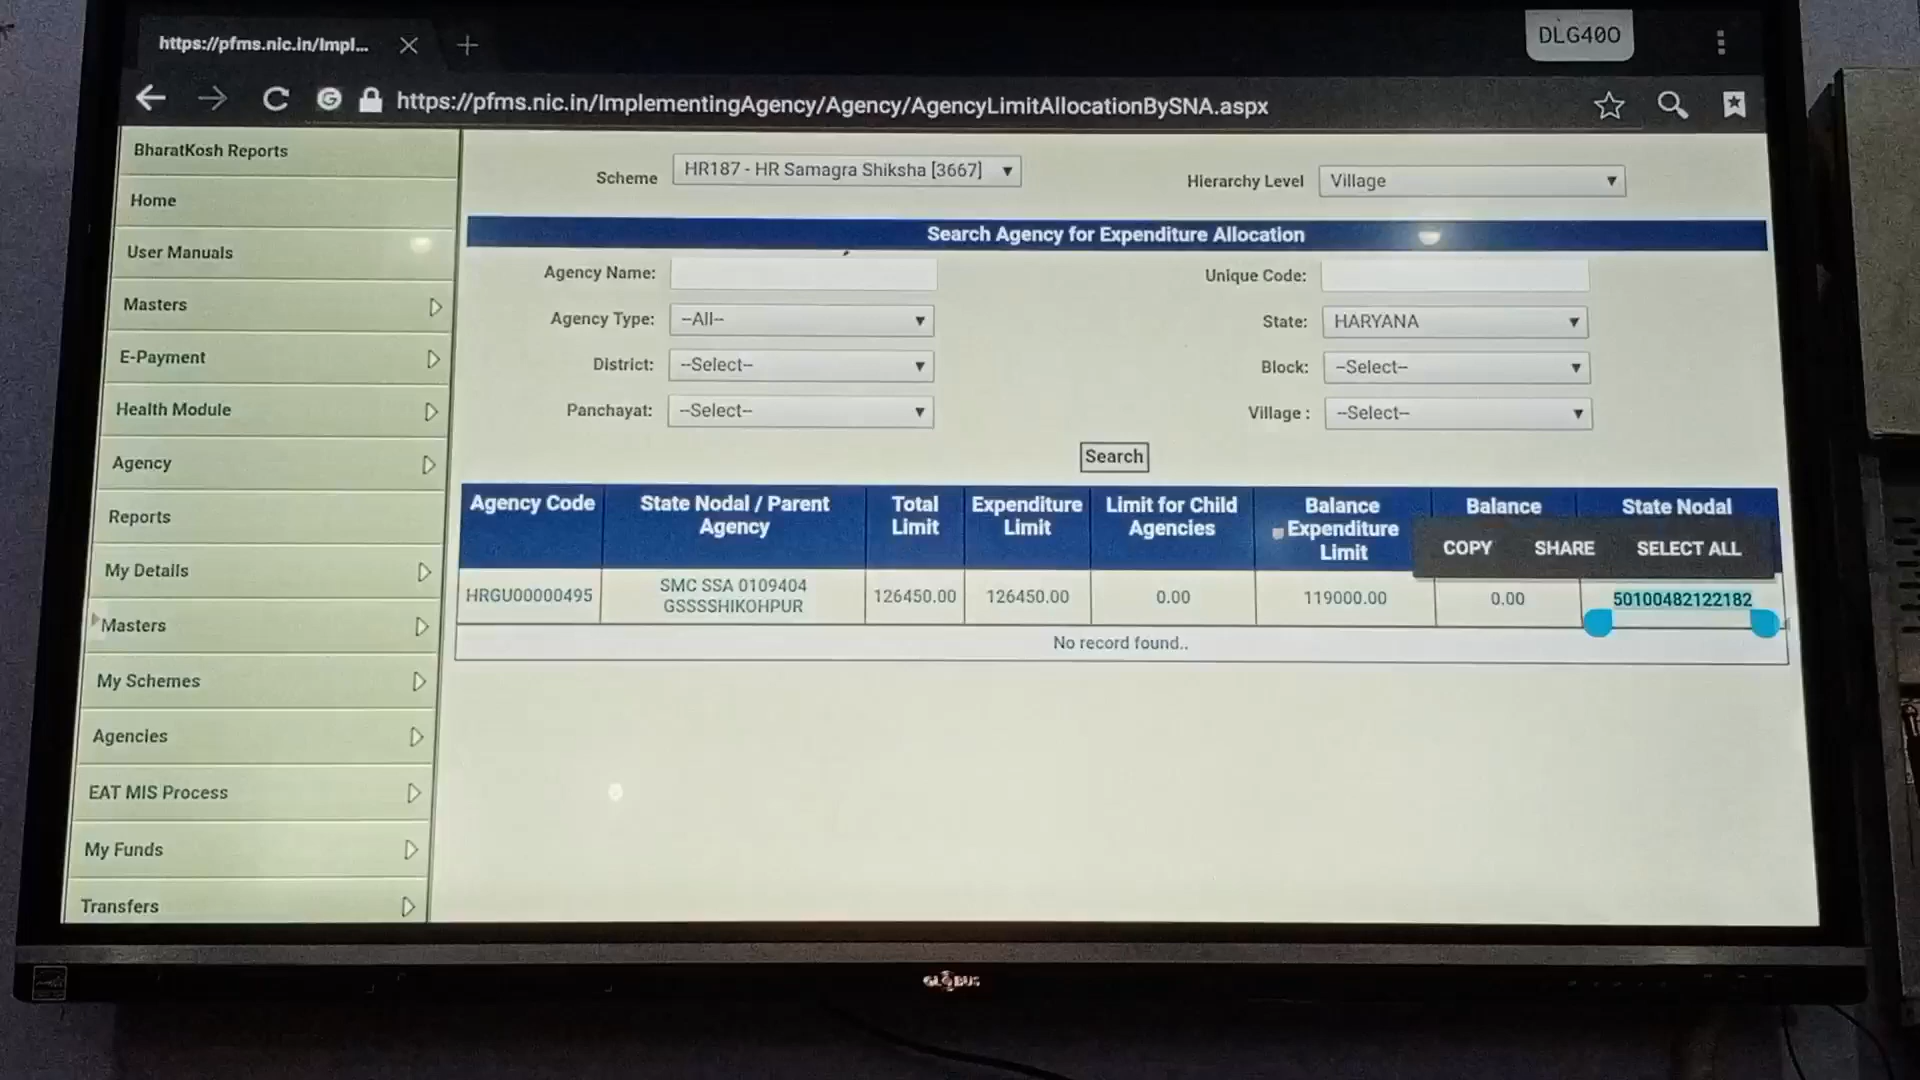 https://pfms.nic.in/Impl...
DLG400
https://pfms.nic.in/ImplementingAgency/Agency/AgencyLimitAllocationBySNA.aspx
BharatKosh Reports
Home
User Manuals
Masters
E-Payment
Health Module
Agency
Reports
My Details
Masters
My Schemes
Agencies
EAT MIS Process
My Funds
Transfers
Scheme HR187 - HR Samagra Shiksha [3667] Hierarchy Level Village
Search Agency for Expenditure Allocation
Agency Name: Unique Code:
Agency Type: --All-- State: HARYANA
District: --Select-- Block: --Select--
Panchayat: --Select-- Village : --Select--
Search
Agency Code State Nodal / Parent Agency Total Limit Expenditure Limit Limit for Child Agencies Balance Expenditure Limit Balance State Nodal
COPY SHARE SELECT ALL
HRGU00000495 SMC SSA 0109404 GSSSSHIKOHPUR 126450.00 126450.00 0.00 119000.00 0.00 50100482122182
No record found..
GLOBUS